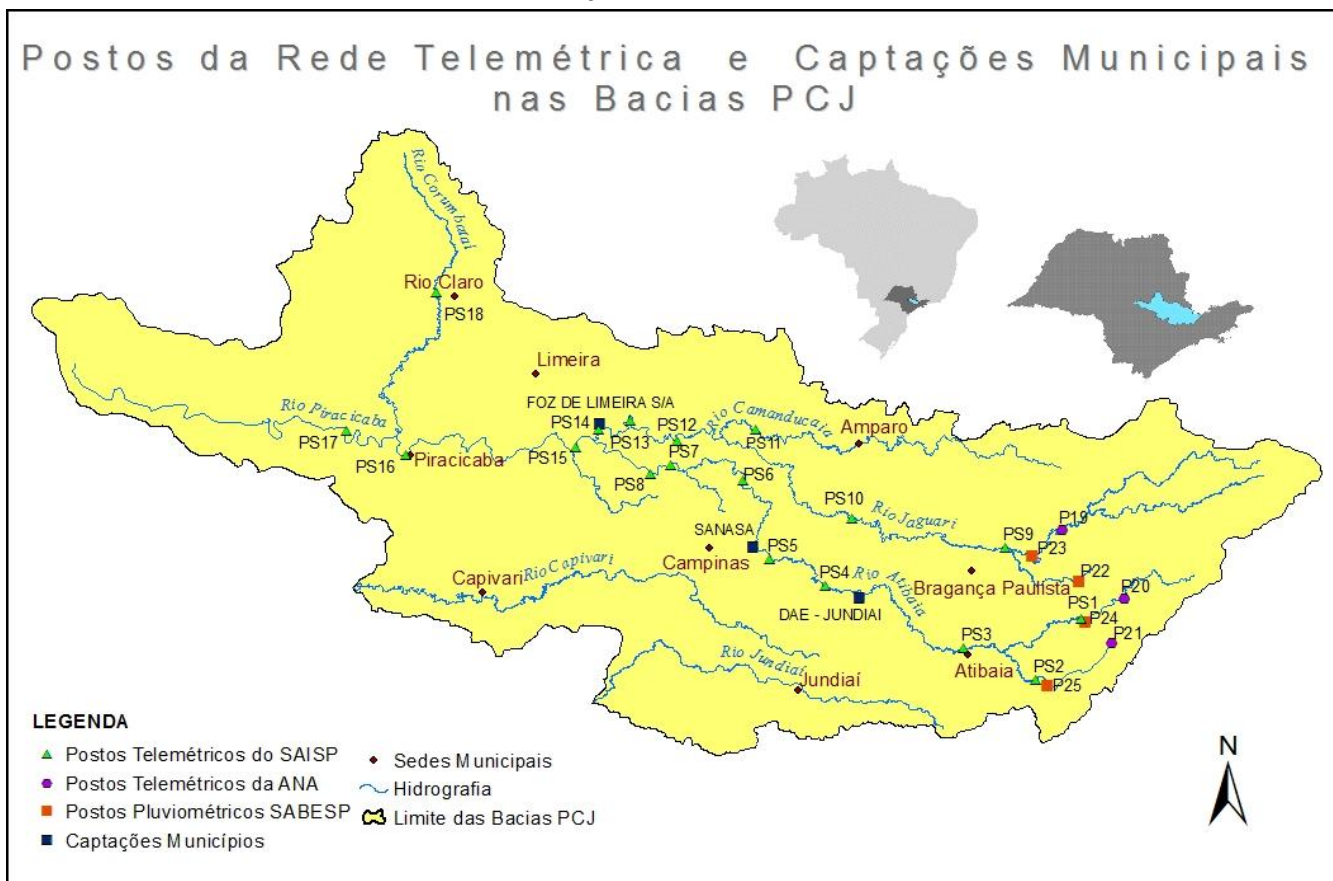 Postos da Rede Telemétrica e Captações Municipais
nas Bacias PCJ
Rio Corumbataí
Rio Claro
PS18
Limeira
FOZ DE LIMEIRA S/A
Rio Piracicaba
PS17
PS16
Piracicaba
PS14
PS13
PS15
PS12
Rio Camanducaia
PS11
Amparo
PS7
PS8
PS6
PS10
Rio Jaguari
P19
PS9
P23
SANASA
PS5
Campinas
P22
Bragança Paulista
Capivari
Rio Capivari
PS4
Rio Atibaia
DAE - JUNDIAI
P20
PS1
P24
P21
PS3
Atibaia
PS2
P25
Rio Jundiaí
Jundiaí
LEGENDA
Postos Telemétricos do SAISP
Postos Telemétricos da ANA
Postos Pluviométricos SABESP
Captações Municípios
Sedes Municipais
Hidrografia
Limite das Bacias PCJ
N